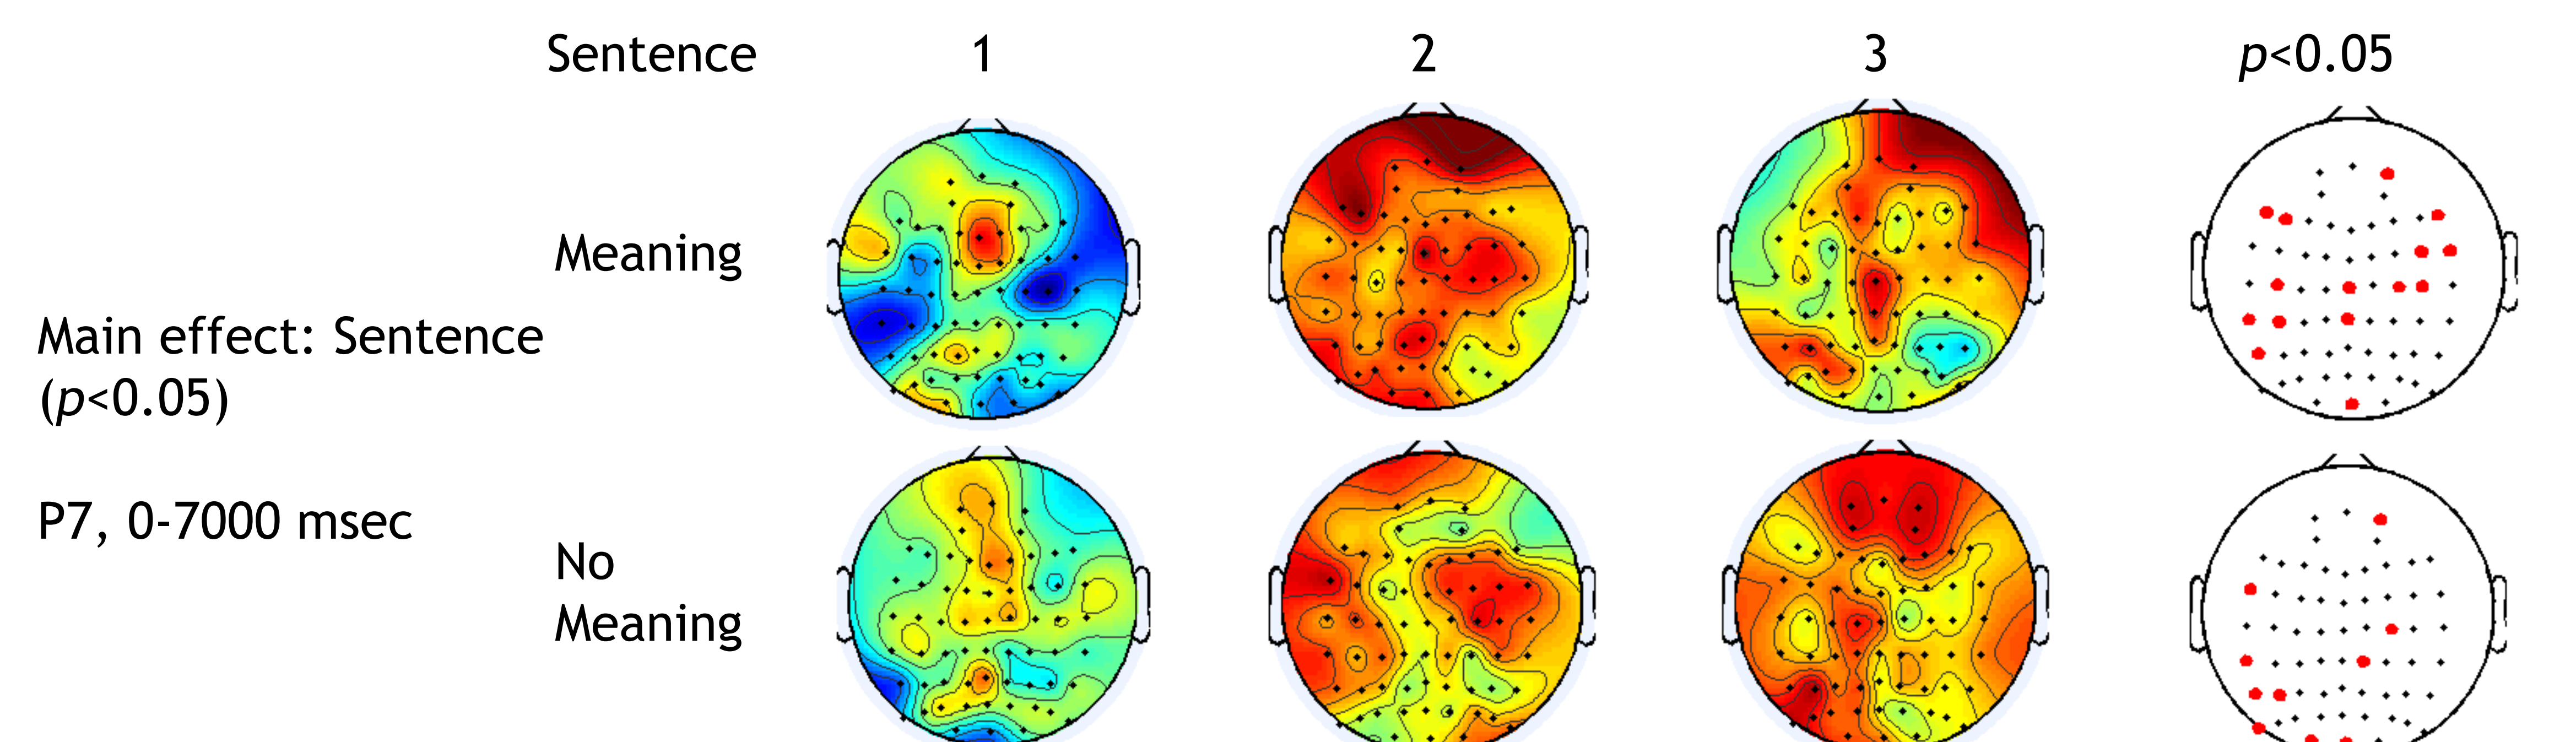 Sentence 1 2 3 p<0.05
Meaning
Main effect: Sentence
(p<0.05)
P7, 0-7000 msec
No
Meaning